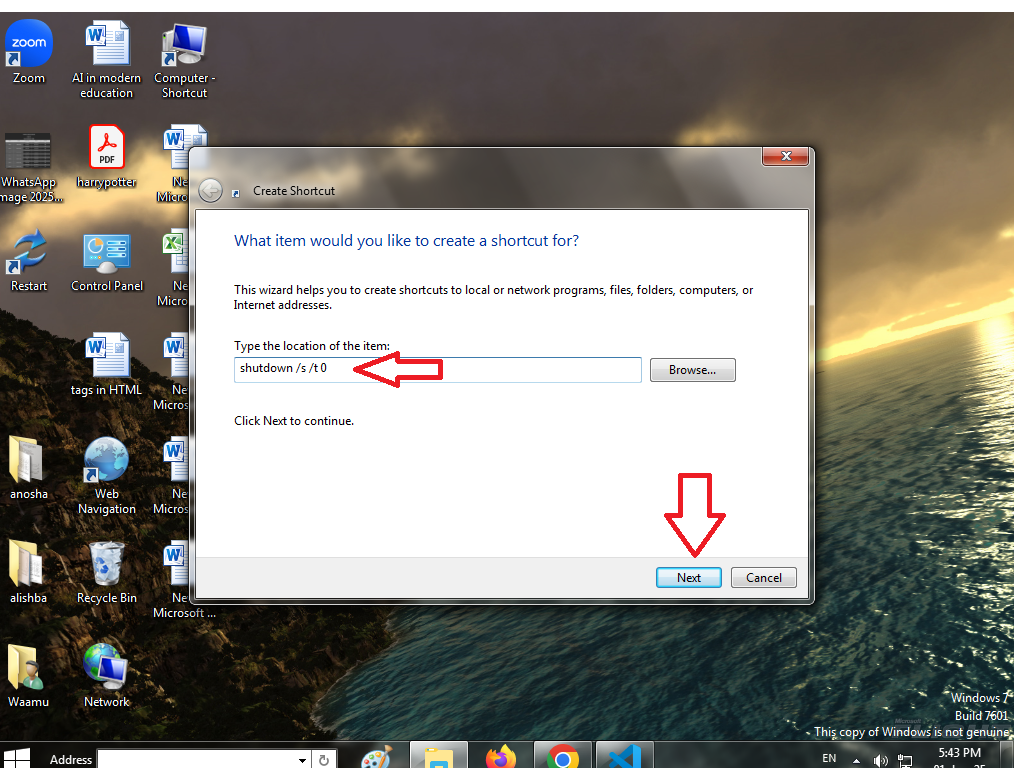 zoom
Zoom
AI in modern
education
Computer -
Shortcut
WhatsApp
mage 2025...
PDF
harrypotter
Ne
Micro
Restart
Control Panel
Ne
Micro
tags in HTML
Ne
Micros
anosha
Web
Navigation
Ne
Micros
alishba
Recycle Bin
Ne
Microsoft ...
Waamu
Network
Create Shortcut
What item would you like to create a shortcut for?
This wizard helps you to create shortcuts to local or network programs, files, folders, computers, or
Internet addresses.
Type the location of the item:
shutdown /s /t 0
Browse...
Click Next to continue.
Next
Cancel
Windows 7
Build 7601
Microsoft
This copy of Windows is not genuine
Address
EN
5:43 PM